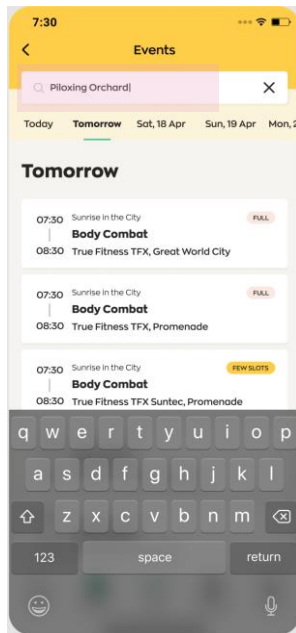 7:30
Events
Piloxing Orchard
Today Tomorrow Sat, 18 Apr Sun, 19 Apr Mon, 2
Tomorrow
07:30 Sunrise in the City FULL
Body Combat
08:30 True Fitness TFX, Great World City
07:30 Sunrise in the City FULL
Body Combat
08:30 True Fitness TFX, Promenade
07:30 Sunrise in the City FEW SLOTS
Body Combat
08:30 True Fitness TFX Suntec, Promenade
q w e r t y u i o p
a s d f g h j k l
z x c v b n m
123 space return